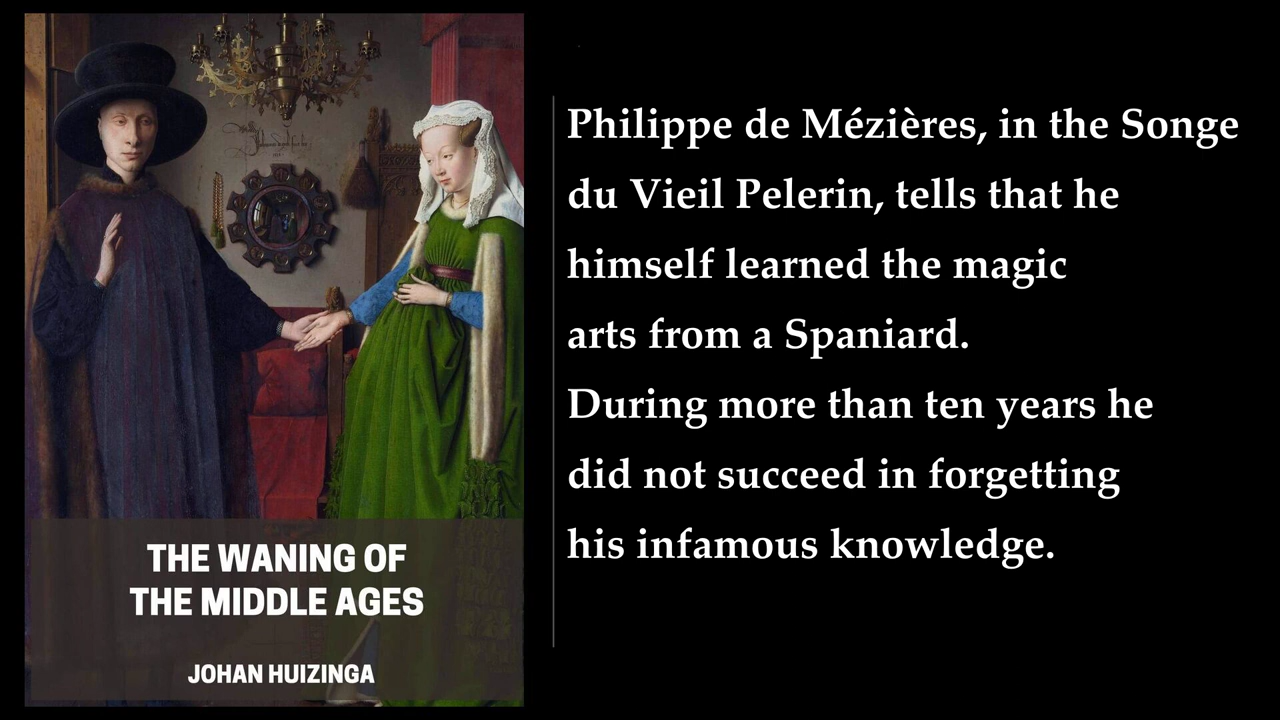 THE WANING OF
THE MIDDLE AGES
JOHAN HUIZINGA
Philippe de Mézières, in the Songe
du Vieil Pelerin, tells that he
himself learned the magic
arts from a Spaniard.
During more than ten years he
did not succeed in forgetting
his infamous knowledge.